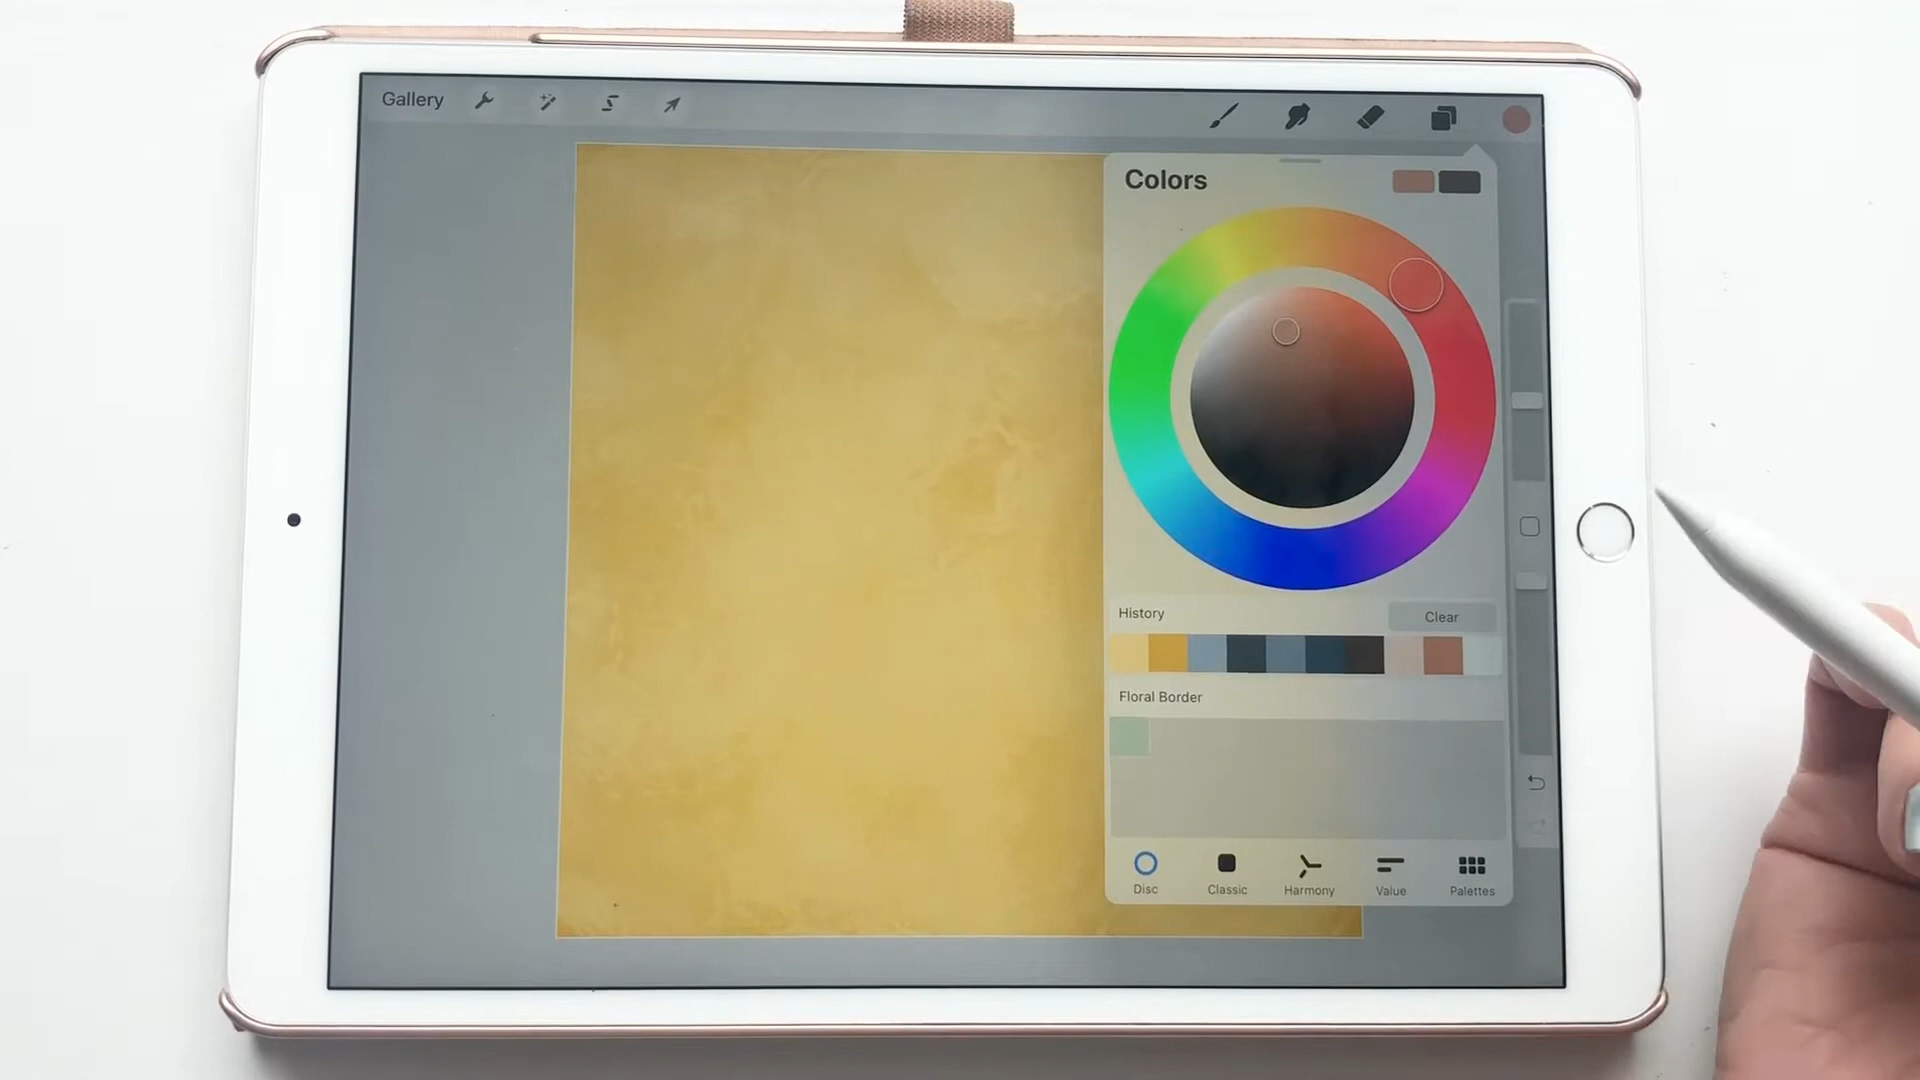 Gallery
Colors
History
Clear
Floral Border
Disc
Classic
Harmony
Value
Palettes